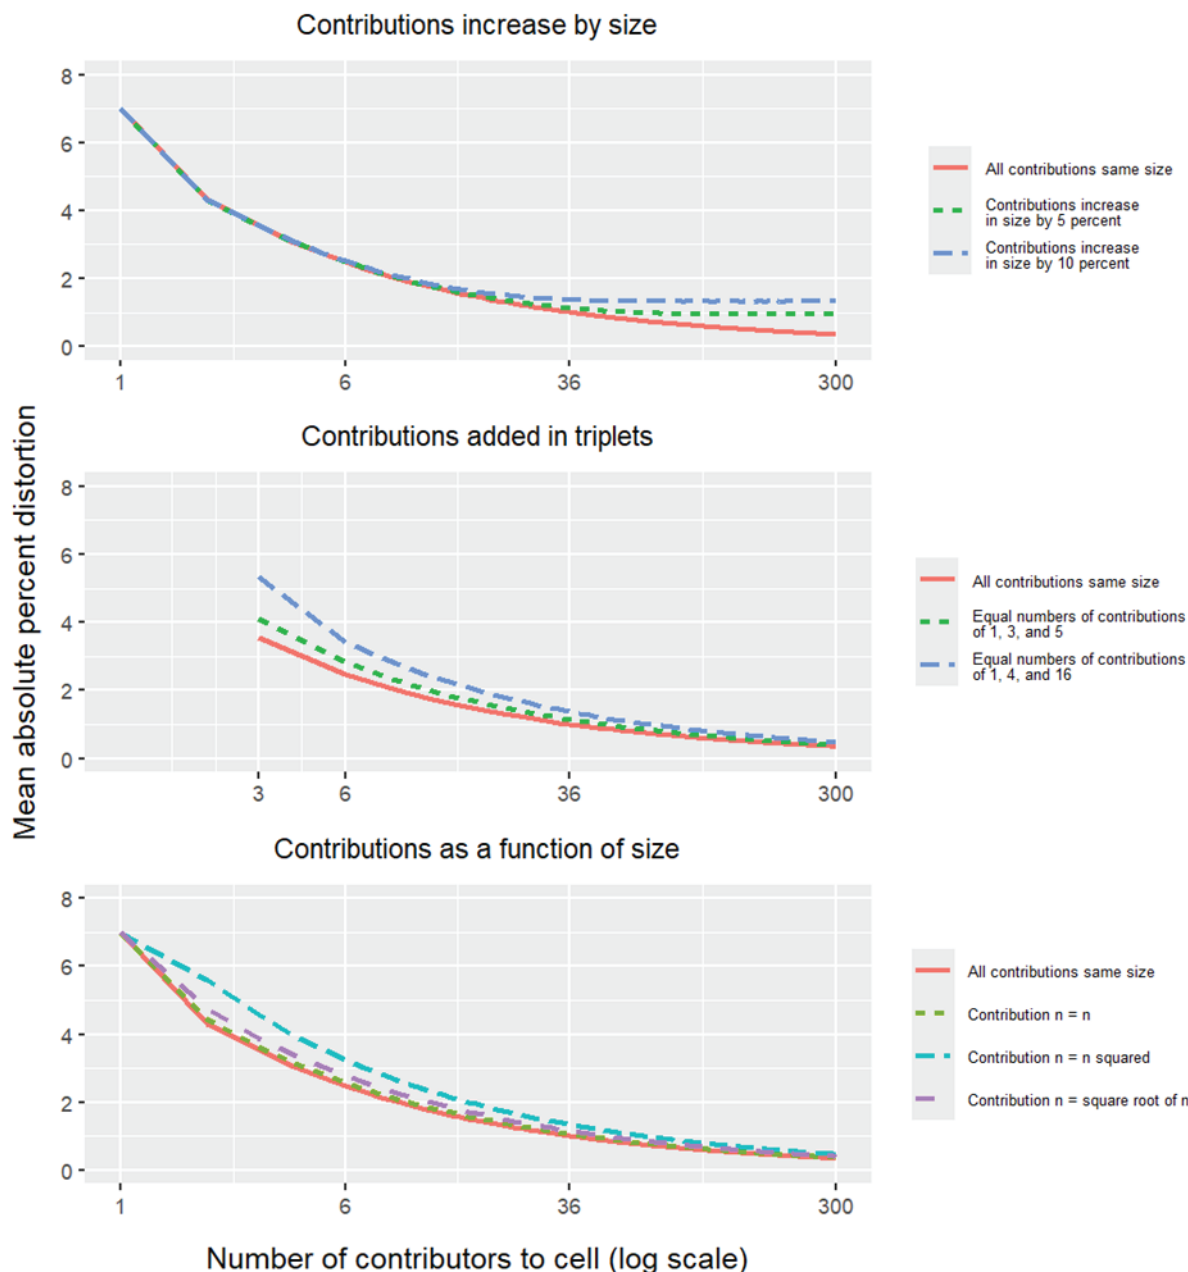 Contributions increase by size
8
6
4
2
0
1
6
36
300
All contributions same size
Contributions increase
in size by 5 percent
Contributions increase
in size by 10 percent
Mean absolute percent distortion
Contributions added in triplets
8
6
4
2
0
3
6
36
300
All contributions same size
Equal numbers of contributions
of 1, 3, and 5
Equal numbers of contributions
of 1, 4, and 16
Contributions as a function of size
8
6
4
2
0
1
6
36
300
All contributions same size
Contribution n = n
Contribution n = n squared
Contribution n = square root of n
Number of contributors to cell (log scale)